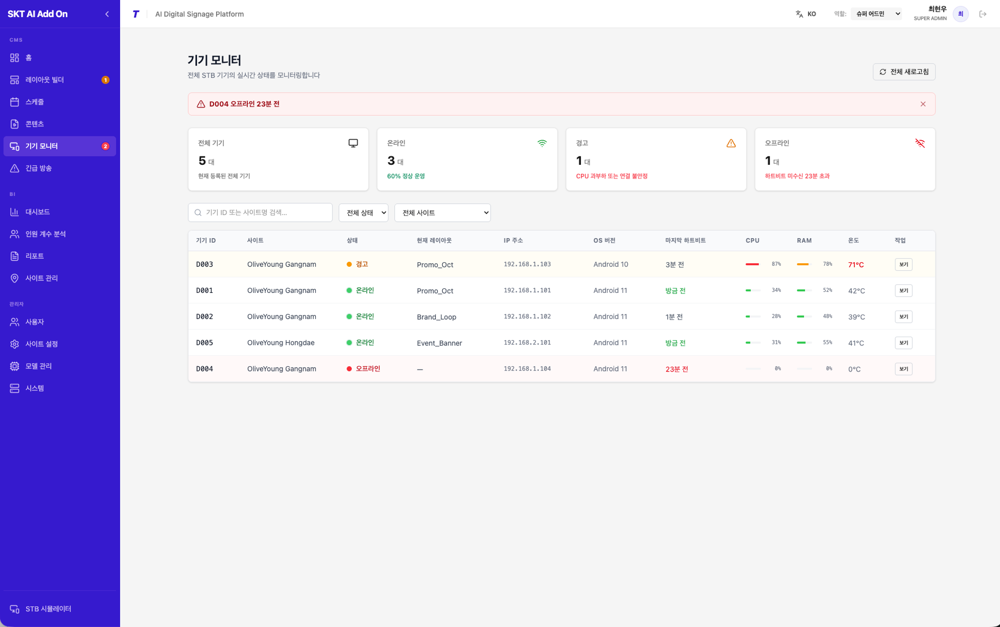 SKT AI Add On
CMS
홈
레이아웃 빌더 1
스케줄
콘텐츠
기기 모니터 2
긴급 방송
BI
대시보드
인원 계수 분석
리포트
사이트 관리
관리자
사용자
사이트 설정
모델 관리
시스템
STB 시뮬레이터
T AI Digital Signage Platform
KO
역할: 슈퍼 어드민
최현우
SUPER ADMIN
최
기기 모니터
전체 STB 기기의 실시간 상태를 모니터링합니다
전체 새로고침
D004 오프라인 23분 전
전체 기기
5 대
현재 등록된 전체 기기
온라인
3 대
60% 정상 운영
경고
1 대
CPU 과부하 또는 연결 불안정
오프라인
1 대
하트비트 미수신 23분 초과
기기 ID 또는 사이트명 검색...
전체 상태
전체 사이트
기기 ID 사이트 상태 현재 레이아웃 IP 주소 OS 버전 마지막 하트비트 CPU RAM 온도 작업
D003 OliveYoung Gangnam 경고 Promo_Oct 192.168.1.103 Android 10 3분 전 87% 78% 71°C 보기
D001 OliveYoung Gangnam 온라인 Promo_Oct 192.168.1.101 Android 11 방금 전 34% 52% 42°C 보기
D002 OliveYoung Gangnam 온라인 Brand_Loop 192.168.1.102 Android 11 1분 전 28% 48% 39°C 보기
D005 OliveYoung Hongdae 온라인 Event_Banner 192.168.2.101 Android 11 방금 전 31% 55% 41°C 보기
D004 OliveYoung Gangnam 오프라인 — 192.168.1.104 Android 11 23분 전 0% 0% 0°C 보기